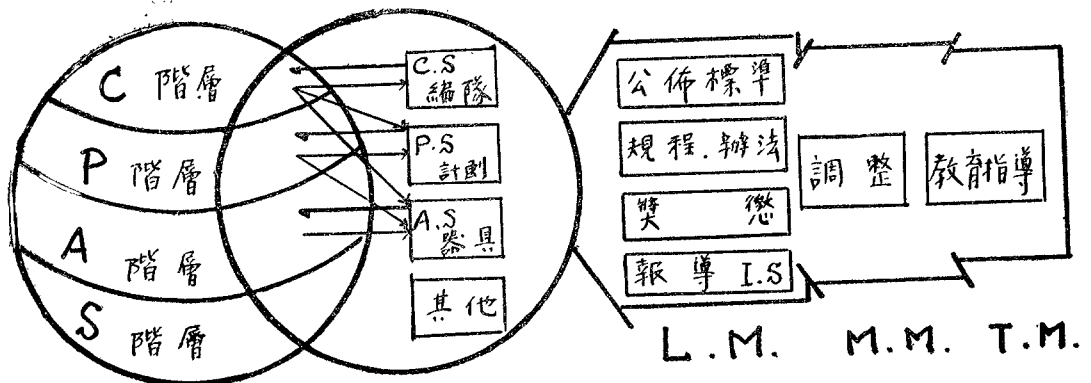 C 階層
P 階層
A 階層
S 階層
C.S
編隊
P.S
計劃
A.S
器具
其他
公佈標準
規程.辦法
獎懲
報導 I.S
調整
教育指導
L.M. M.M. T.M.